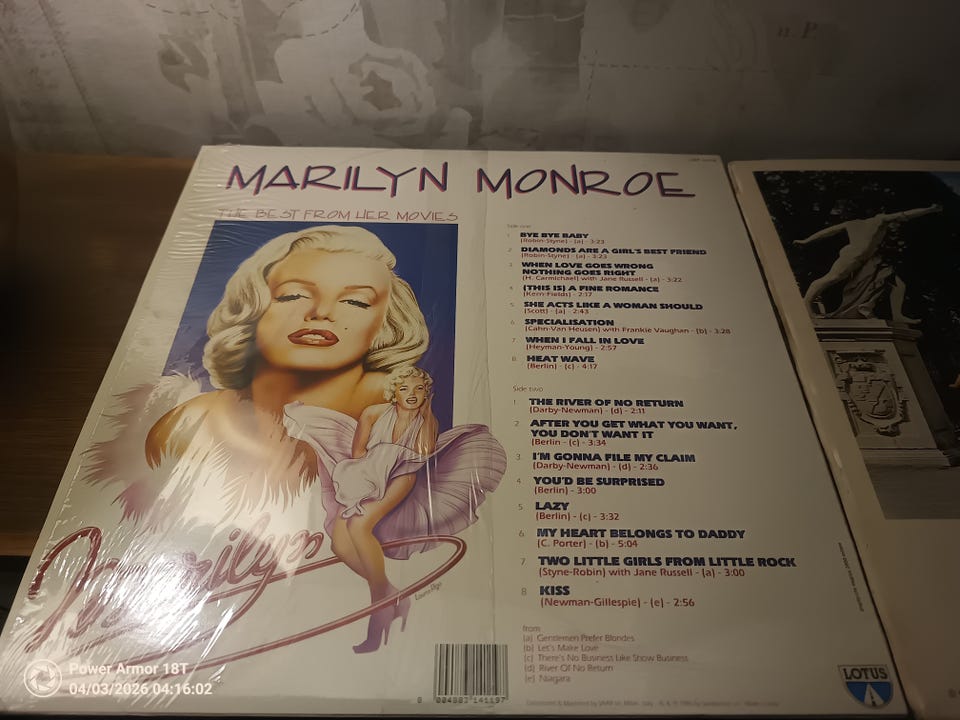 n. P
MARILYN MONROE
THE BEST FROM HER MOVIES
Side one
1 BYE BYE BABY
(Robin-Styne) - (a) - 3:23
2 DIAMONDS ARE A GIRL'S BEST FRIEND
(Robin-Styne) - (a) - 3:23
3 WHEN LOVE GOES WRONG
NOTHING GOES RIGHT
(H. Carmichael) with Jane Russell - (a) - 3:22
4 (THIS IS) A FINE ROMANCE
(Kern-Fields) - 2:17
5 SHE ACTS LIKE A WOMAN SHOULD
(Scott) - (a) - 2:43
6 SPECIALISATION
(Cahn-Van Heusen) with Frankie Vaughan - (b) - 3:28
7 WHEN I FALL IN LOVE
(Heyman-Young) - 2:57
8 HEAT WAVE
(Berlin) - (c) - 4:17
Side two
1 THE RIVER OF NO RETURN
(Darby-Newman) - (d) - 2:11
2 AFTER YOU GET WHAT YOU WANT,
YOU DON'T WANT IT
(Berlin - (c) - 3:34
3 I'M GONNA FILE MY CLAIM
(Darby-Newman) - (d) - 2:36
4 YOU'D BE SURPRISED
(Berlin) - 3:00
5 LAZY
(Berlin) - (c) - 3:32
6 MY HEART BELONGS TO DADDY
(C. Porter) - (b) - 5:04
7 TWO LITTLE GIRLS FROM LITTLE ROCK
(Styne-Robin) with Jane Russell - (a) - 3:00
8 KISS
(Newman-Gillespie) - (e) - 2:56
from
(a) Gentlemen Prefer Blondes
(b) Let's Make Love
(c) There's No Business Like Show Business
(d) River Of No Return
(e) Niagara
Marilyn
8 004883 141197
LOTUS
Power Armor 18T
04/03/2026 04:16:02